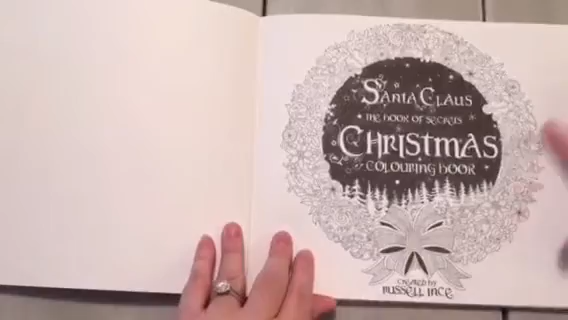 Santa Claus
The Book of Secrets
Christmas
Colouring Book
Created by
Russell Ince